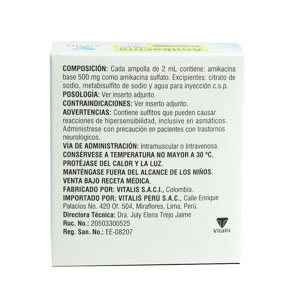 Amikacina
COMPOSICIÓN: Cada ampolla de 2 mL contiene: amikacina
base 500 mg como amikacina sulfato. Excipientes: citrato de
sodio, metabisulfito de sodio y agua para inyección c.s.p.
POSOLOGÍA: Ver inserto adjunto.
CONTRAINDICACIONES: Ver inserto adjunto.
ADVERTENCIAS: Contiene sulfitos que pueden causar
reacciones de hipersensibilidad, inclusive en asmáticos.
Adminístrese con precaución en pacientes con trastornos
neurológicos.
VÍA DE ADMINISTRACIÓN: Intramuscular o Intravenosa.
CONSÉRVESE A TEMPERATURA NO MAYOR A 30 ºC.
PROTÉJASE DEL CALOR Y LA LUZ.
MANTÉNGASE FUERA DEL ALCANCE DE LOS NIÑOS.
VENTA BAJO RECETA MÉDICA.
FABRICADO POR: VITALIS S.A.C.I., Colombia.
IMPORTADO POR: VITALIS PERÚ S.A.C., Calle Enrique
Palacios No. 420 Of. 504, Miraflores, Lima, Perú.
Directora Técnica: Dra. July Elena Trejo Jaime
Ruc. No.: 20503300525
Reg. San. No.: EE-08207
Vitalis